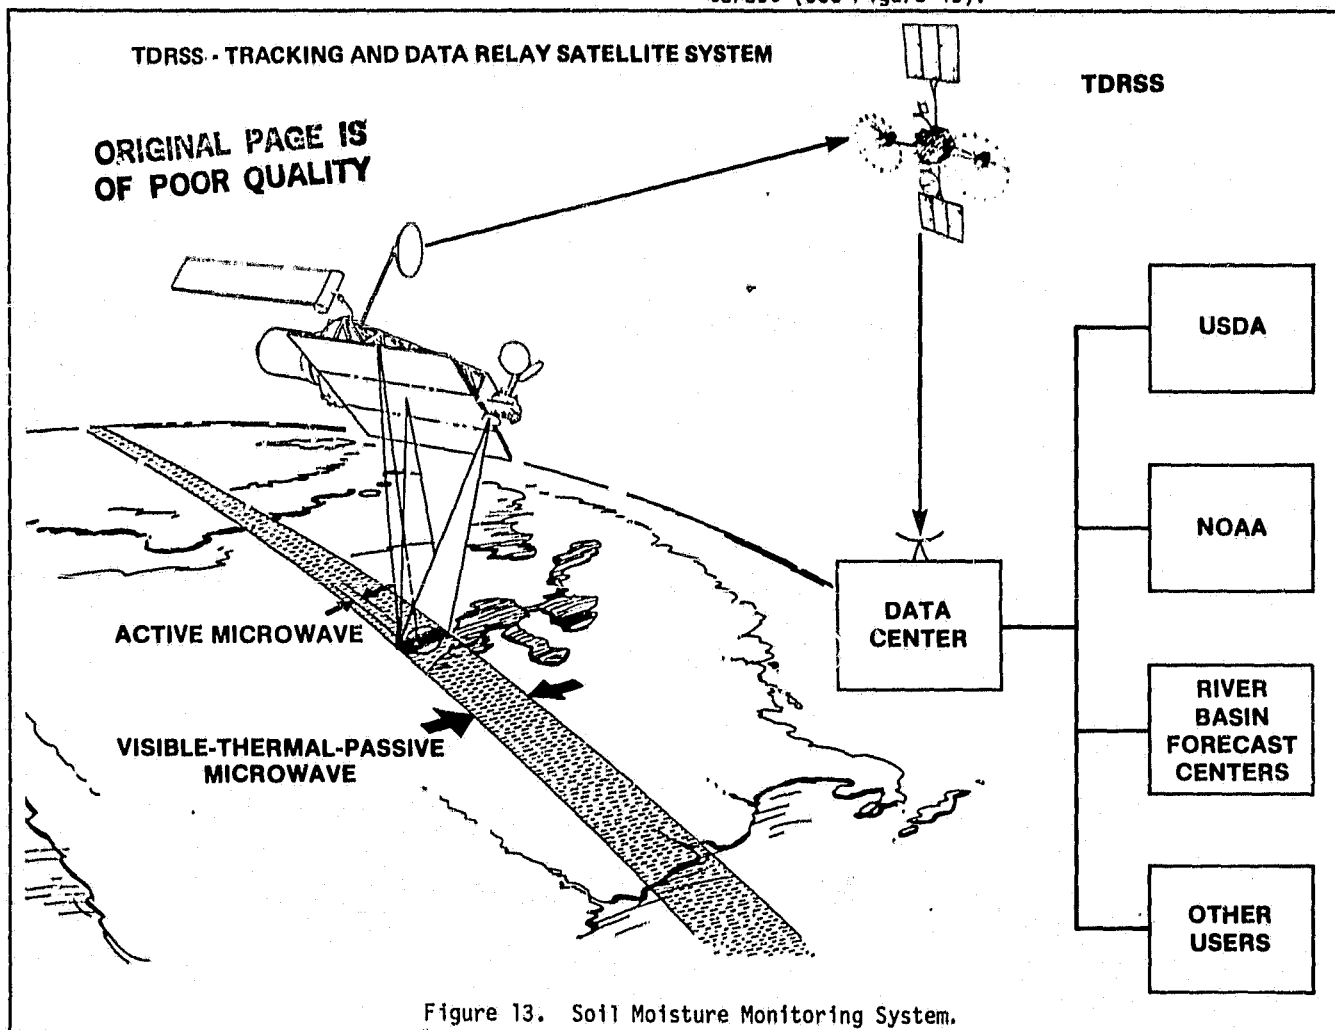 TDRSS - TRACKING AND DATA RELAY SATELLITE SYSTEM
TDRSS
ORIGINAL PAGE IS
OF POOR QUALITY
USDA
NOAA
DATA
CENTER
ACTIVE MICROWAVE
RIVER
BASIN
FORECAST
CENTERS
VISIBLE-THERMAL-PASSIVE
MICROWAVE
OTHER
USERS
Figure 13. Soil Moisture Monitoring System.